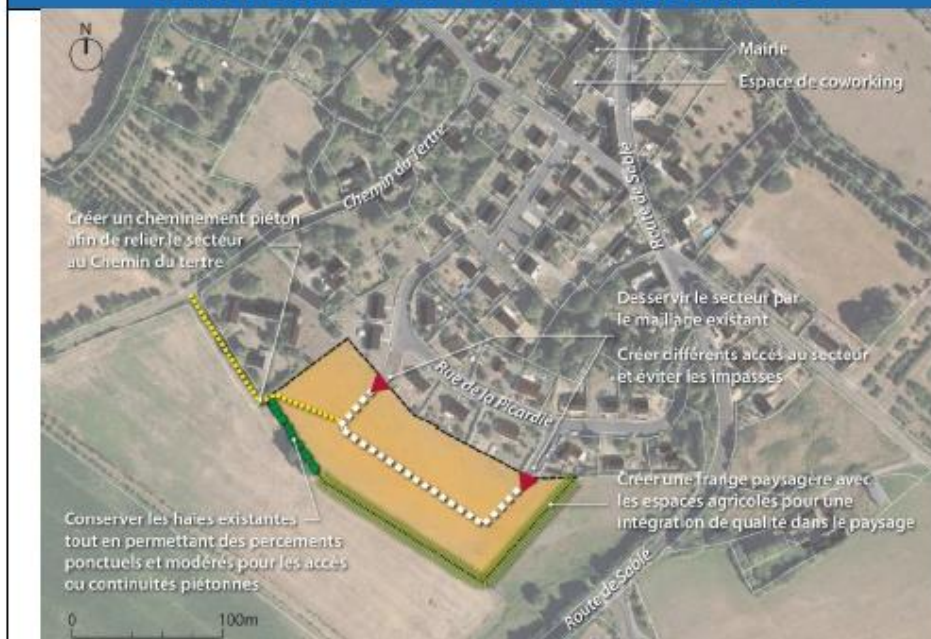 N
Mairie
Espace de coworking
Chemin du Tertre
Route de Sablé
Créer un cheminement piéton
afin de relier le secteur
au Chemin du tertre
Desservir le secteur par
le maillage existant
Créer différents accès au secteur
et éviter les impasses
Rue de la Picardie
Créer une frange paysagère avec
les espaces agricoles pour une
intégration de qualité dans le paysage
Conserver les haies existantes
tout en permettant des percements
ponctuels et modérés pour les accès
ou continuités piétonnes
Route de Sablé
0 100m